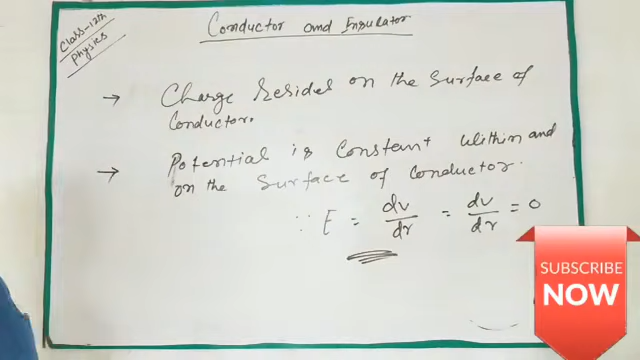 Class-12th
Physics
Conductor and Insulator
→ Charge resides on the surface of
conductor.
→ Potential is constant within and
on the surface of conductor.
∵ E = dv/dr = dv/dr = 0
SUBSCRIBE
NOW